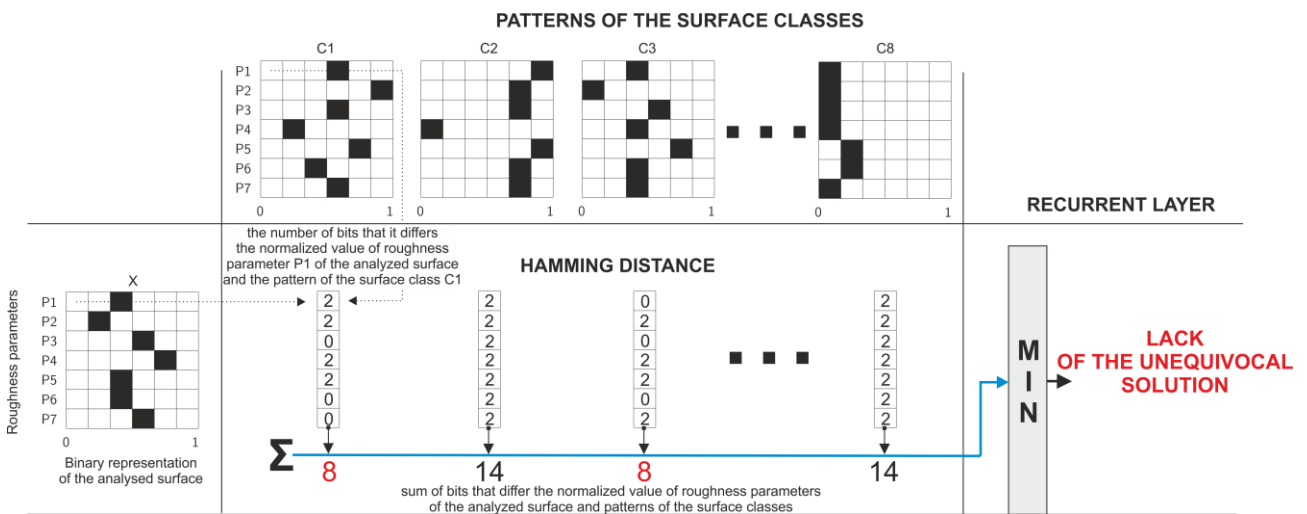 PATTERNS OF THE SURFACE CLASSES
C1 C2 C3 C8
P1
P2
P3
P4
P5
P6
P7
0 1 0 1 0 1 0 1
RECURRENT LAYER
the number of bits that it differs
the normalized value of roughness
parameter P1 of the analyzed surface
and the pattern of the surface class C1
HAMMING DISTANCE
Roughness parameters
X
P1
P2
P3
P4
P5
P6
P7
0 1
Binary representation
of the analysed surface
2 2 0 2
2 2 2 2
0 2 0 2
2 2 2 2
2 2 2 2
0 2 0 2
0 2 2 2
Σ
8 14 8 14
sum of bits that differ the normalized value of roughness parameters
of the analyzed surface and patterns of the surface classes
M
I
N
LACK
OF THE UNEQUIVOCAL
SOLUTION